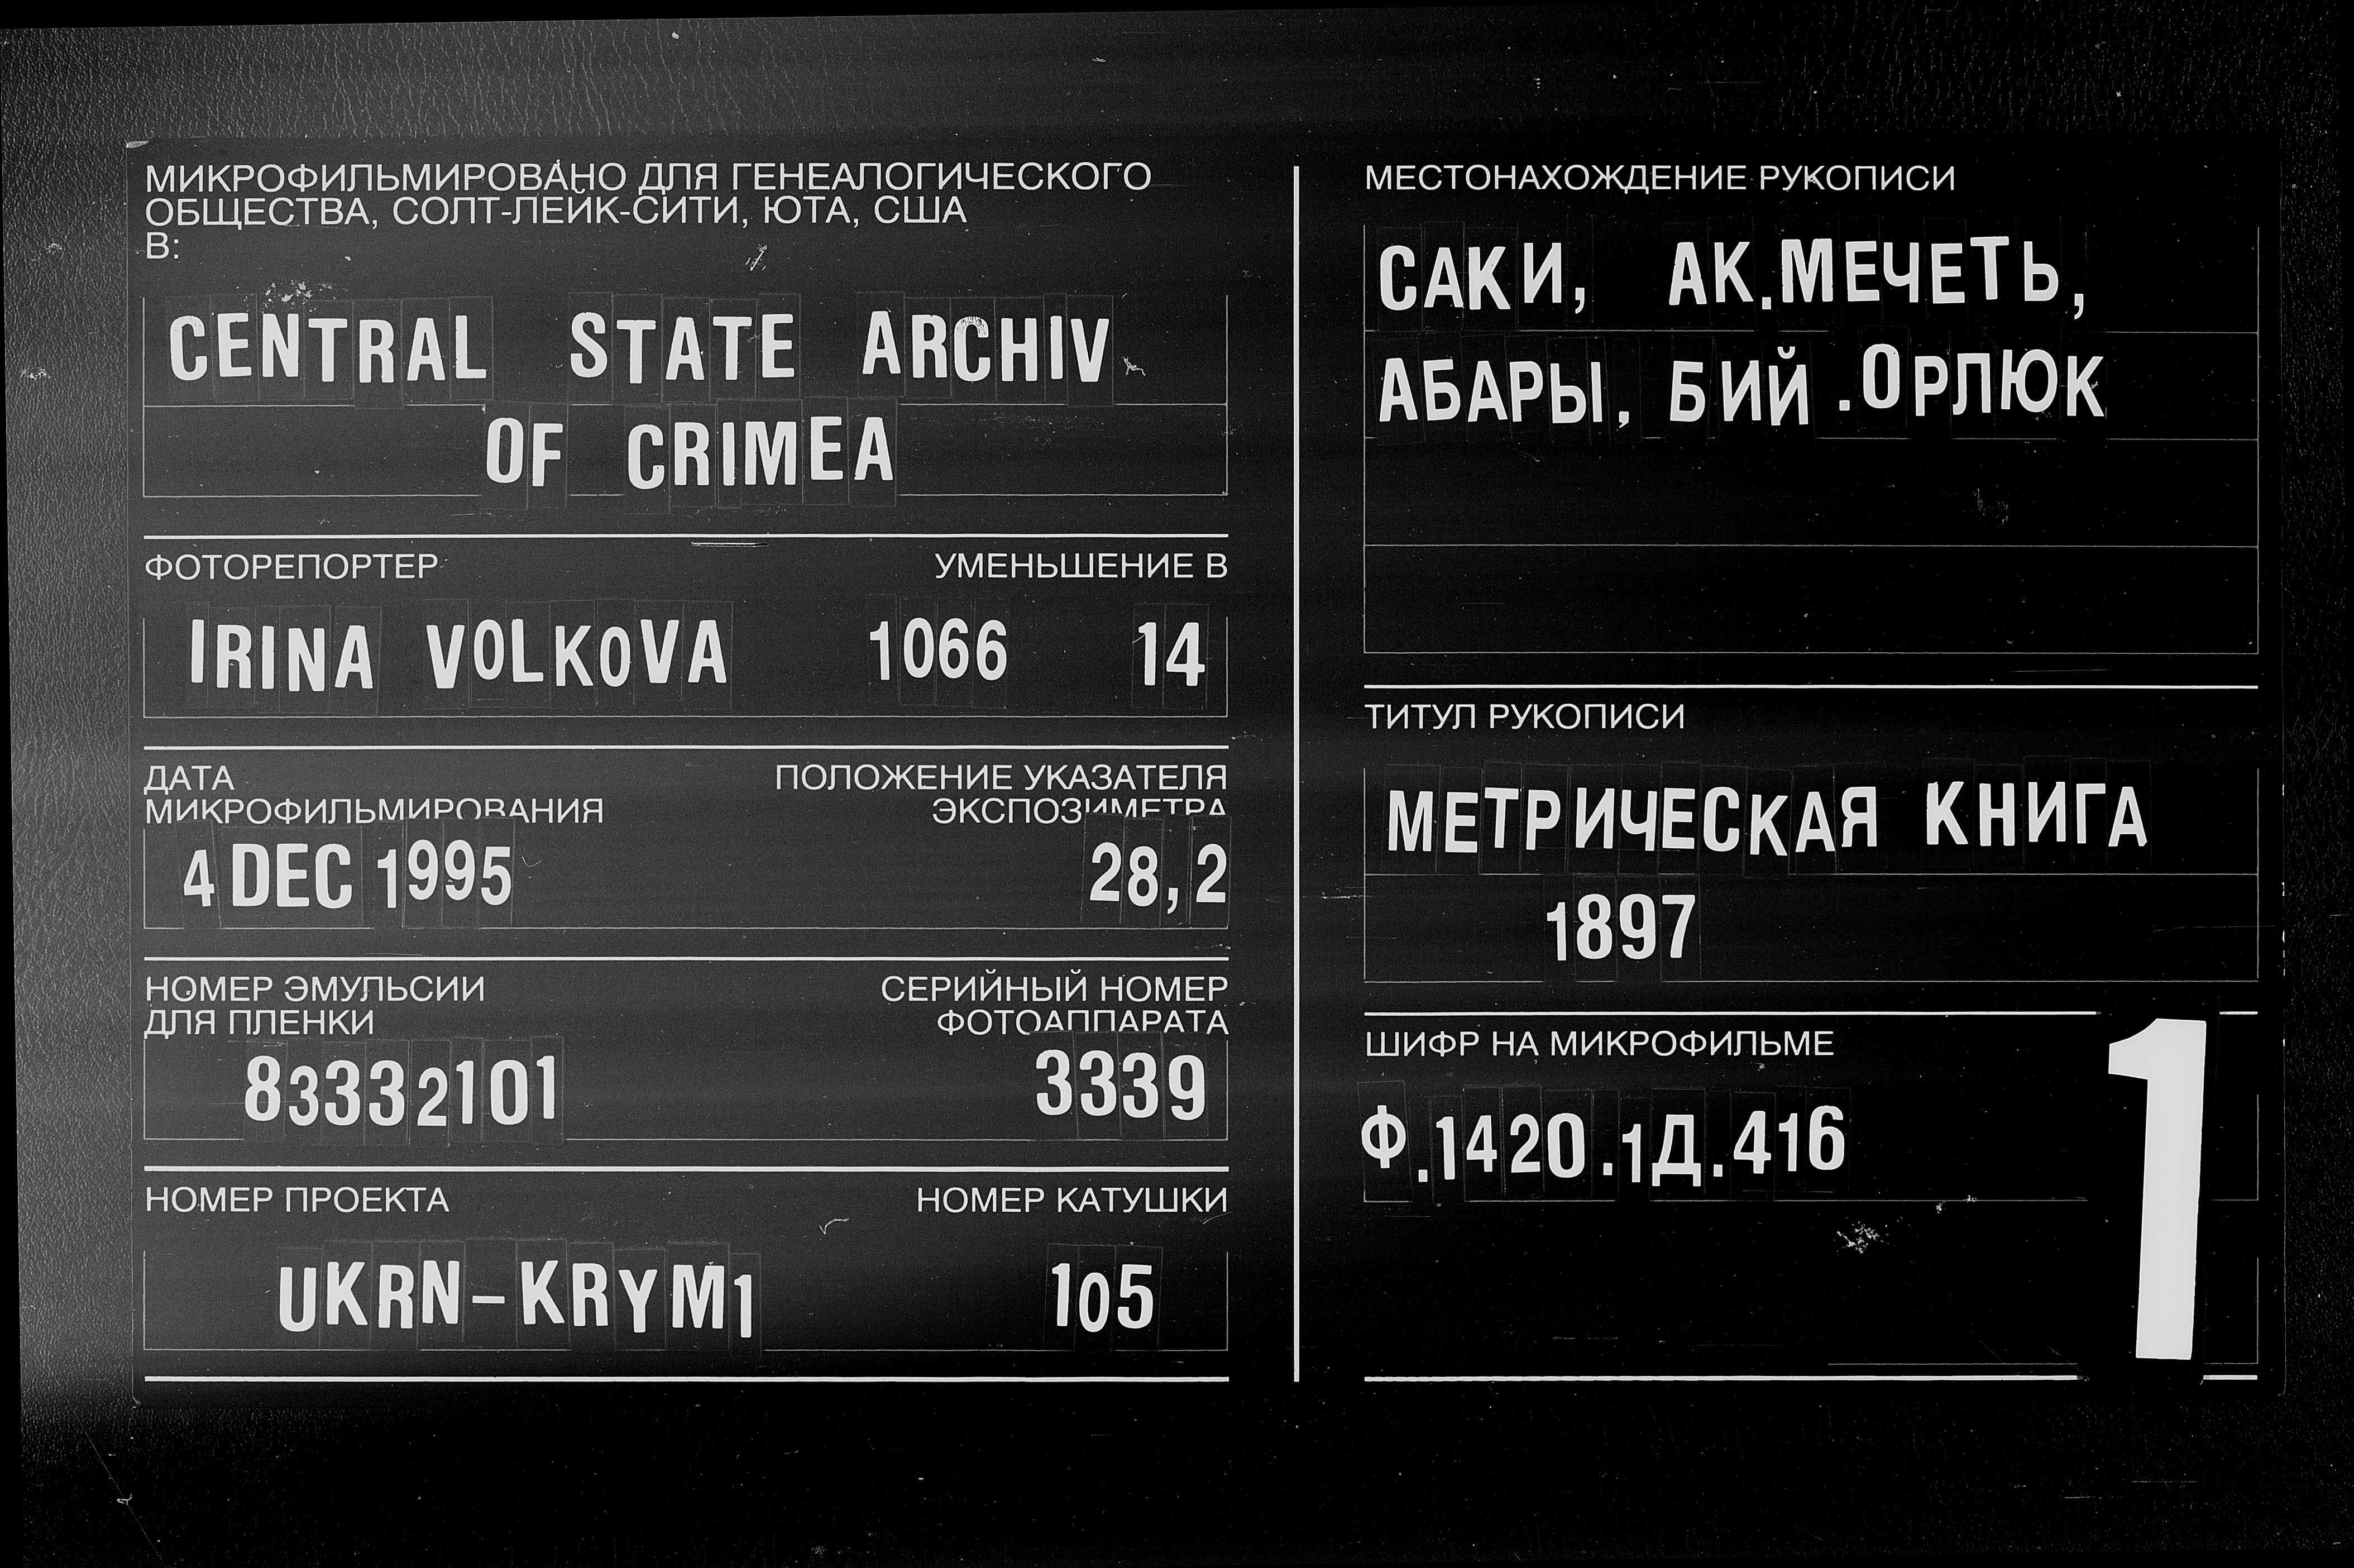 МИКРОФИЛЬМИРОВАНО ДЛЯ ГЕНЕАЛОГИЧЕСКОГО
ОБЩЕСТВА, СОЛТ-ЛЕЙК-СИТИ, ЮТА, США
В:
CENTRAL STATE ARCHIV
OF CRIMEA
ФОТОРЕПОРТЕР УМЕНЬШЕНИЕ В
IRINA VOLKOVA 1066 14
ДАТА ПОЛОЖЕНИЕ УКАЗАТЕЛЯ
МИКРОФИЛЬМИРОВАНИЯ ЭКСПОЗИМЕТРА
4 DEC 1995 28,2
НОМЕР ЭМУЛЬСИИ СЕРИЙНЫЙ НОМЕР
ДЛЯ ПЛЕНКИ ФОТОАППАРАТА
83332101 3339
НОМЕР ПРОЕКТА НОМЕР КАТУШКИ
UKRN-KRYM1 105
МЕСТОНАХОЖДЕНИЕ РУКОПИСИ
САКИ, АК.МЕЧЕТЬ,
АБАРЫ, БИЙ.ОРЛЮК
ТИТУЛ РУКОПИСИ
МЕТРИЧЕСКАЯ КНИГА
1897
ШИФР НА МИКРОФИЛЬМЕ
Ф.1420.1Д.416
1